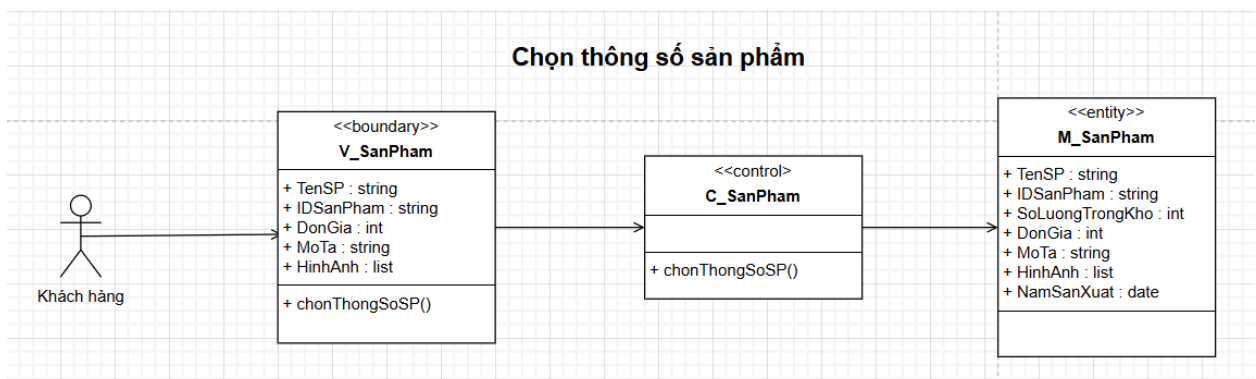 Chọn thông số sản phẩm
<<boundary>>
V_SanPham
+ TenSP : string
+ IDSanPham : string
+ DonGia : int
+ MoTa : string
+ HinhAnh : list
+ chonThongSoSP()
<<control>
C_SanPham
+ chonThongSoSP()
<<entity>>
M_SanPham
+ TenSP : string
+ IDSanPham : string
+ SoLuongTrongKho : int
+ DonGia : int
+ MoTa : string
+ HinhAnh : list
+ NamSanXuat : date
Khách hàng